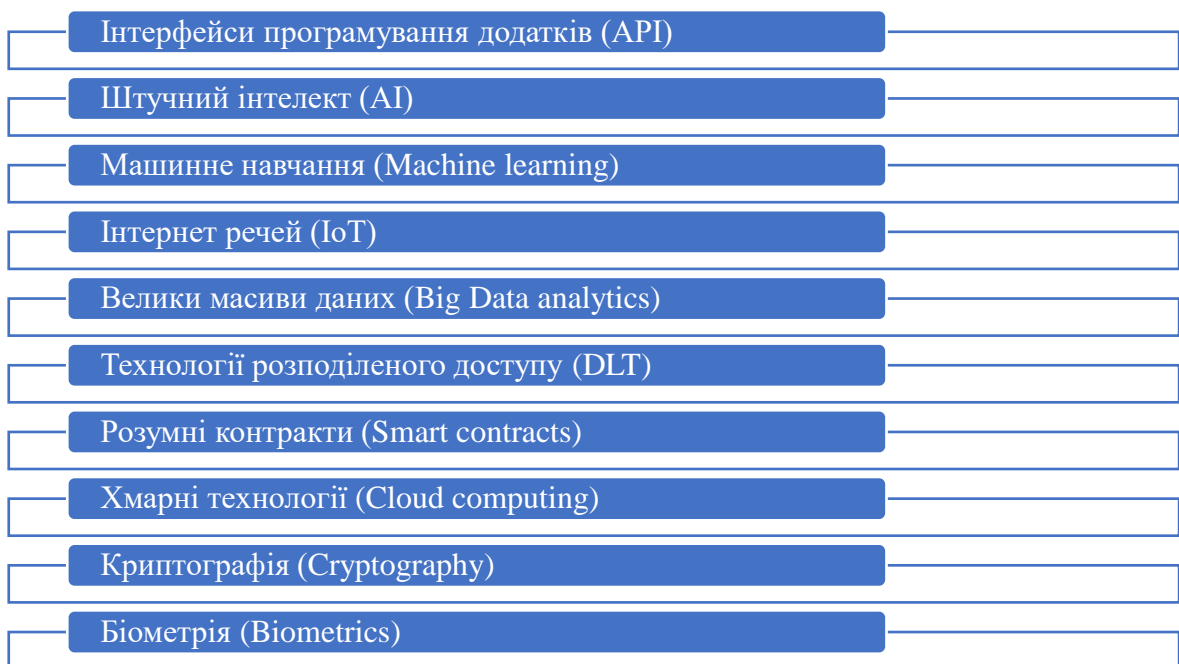 Інтерфейси програмування додатків (API)
Штучний інтелект (AI)
Машинне навчання (Machine learning)
Інтернет речей (IoT)
Велики масиви даних (Big Data analytics)
Технології розподіленого доступу (DLT)
Розумні контракти (Smart contracts)
Хмарні технології (Cloud computing)
Криптографія (Cryptography)
Біометрія (Biometrics)